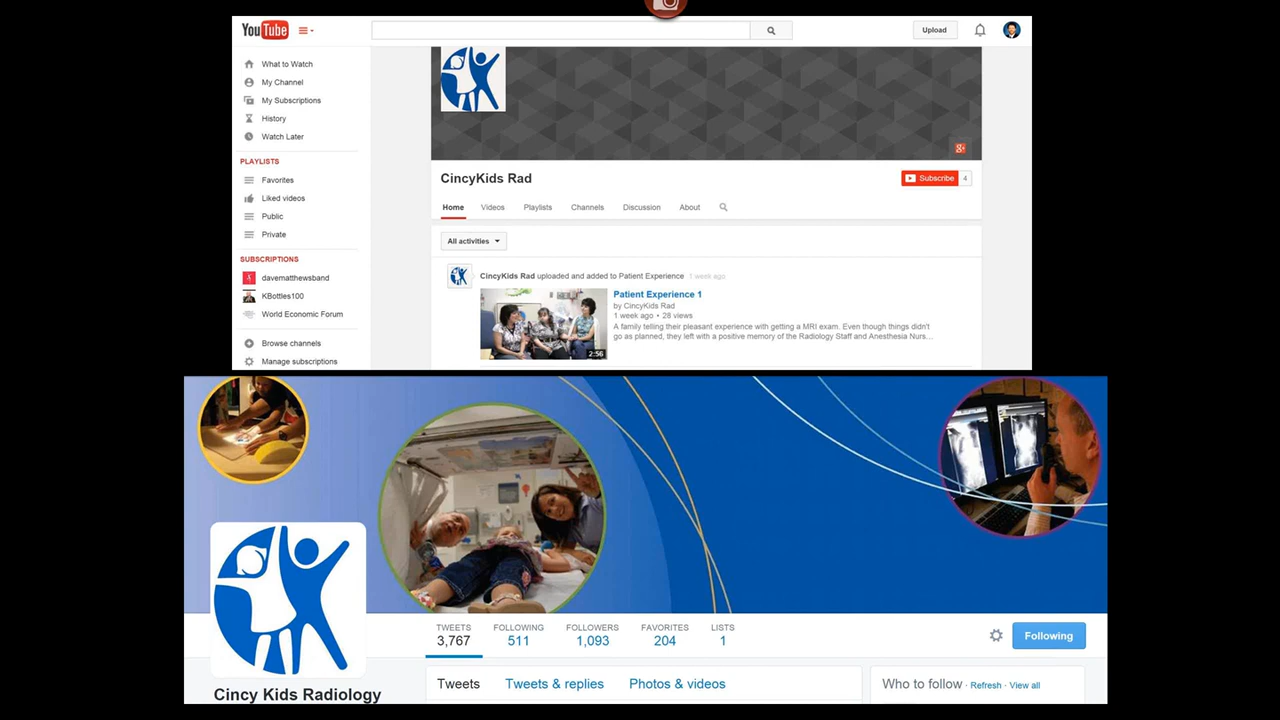 YouTube
Upload
What to Watch
My Channel
My Subscriptions
History
Watch Later
PLAYLISTS
Favorites
Liked videos
Public
Private
SUBSCRIPTIONS
davematthewsband
KBottles100
World Economic Forum
Browse channels
Manage subscriptions
g+
CincyKids Rad
Subscribe 4
Home Videos Playlists Channels Discussion About
All activities
CincyKids Rad uploaded and added to Patient Experience 1 week ago
2:56
Patient Experience 1
by CincyKids Rad
1 week ago • 28 views
A family telling their pleasant experience with getting a MRI exam. Even though things didn't
go as planned, they left with a positive memory of the Radiology Staff and Anesthesia Nurs...
TWEETS FOLLOWING FOLLOWERS FAVORITES LISTS
3,767 511 1,093 204 1
Following
Cincy Kids Radiology
Tweets Tweets & replies Photos & videos
Who to follow · Refresh · View all